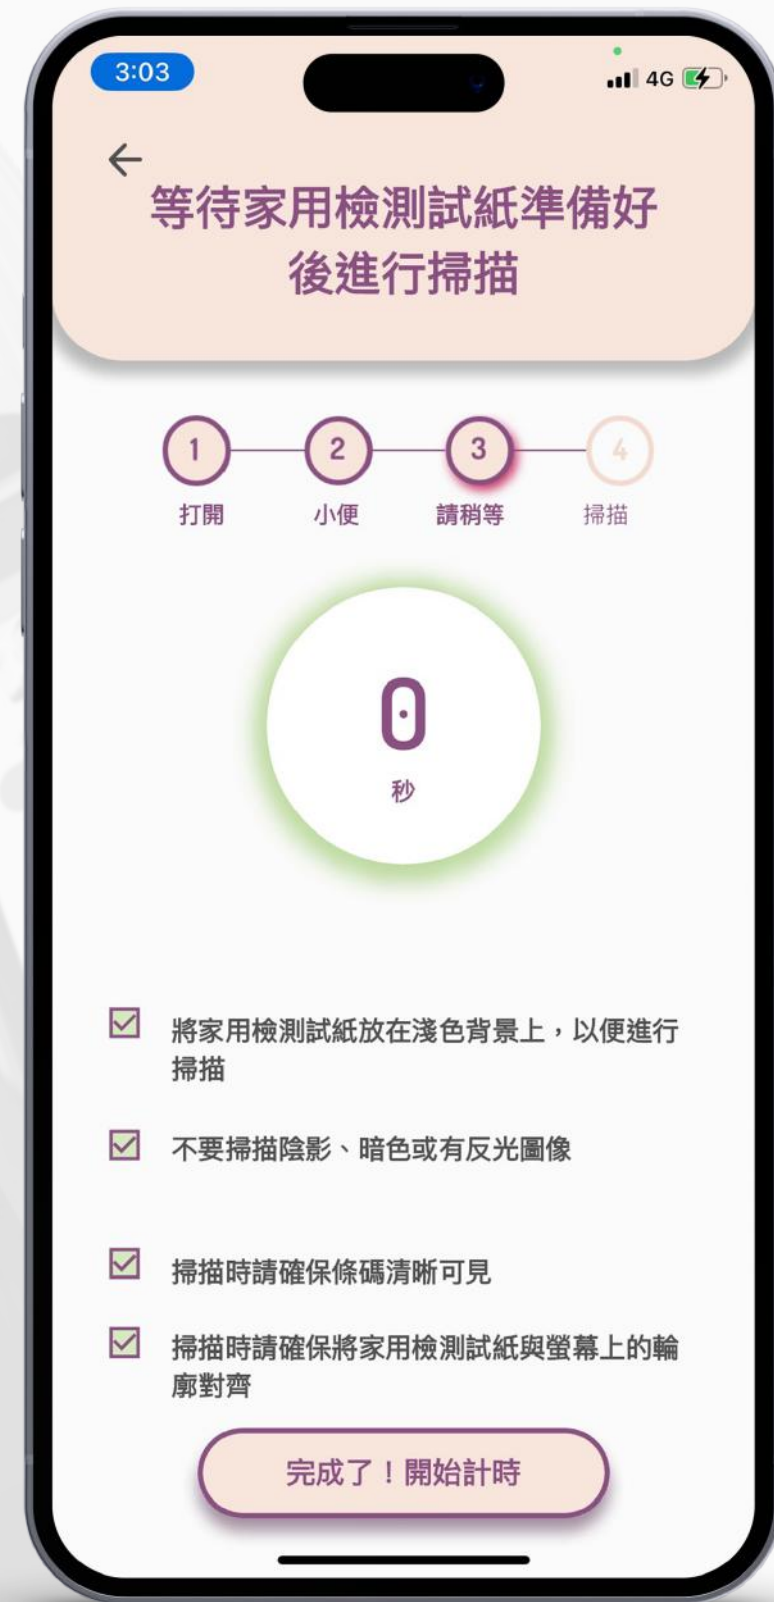 3:03
4G
等待家用檢測試紙準備好
後進行掃描
1
2
3
4
打開
小便
請稍等
掃描
0
秒
將家用檢測試紙放在淺色背景上，以便進行
掃描
不要掃描陰影、暗色或有反光圖像
掃描時請確保條碼清晰可見
掃描時請確保將家用檢測試紙與螢幕上的輪
廓對齊
完成了！開始計時